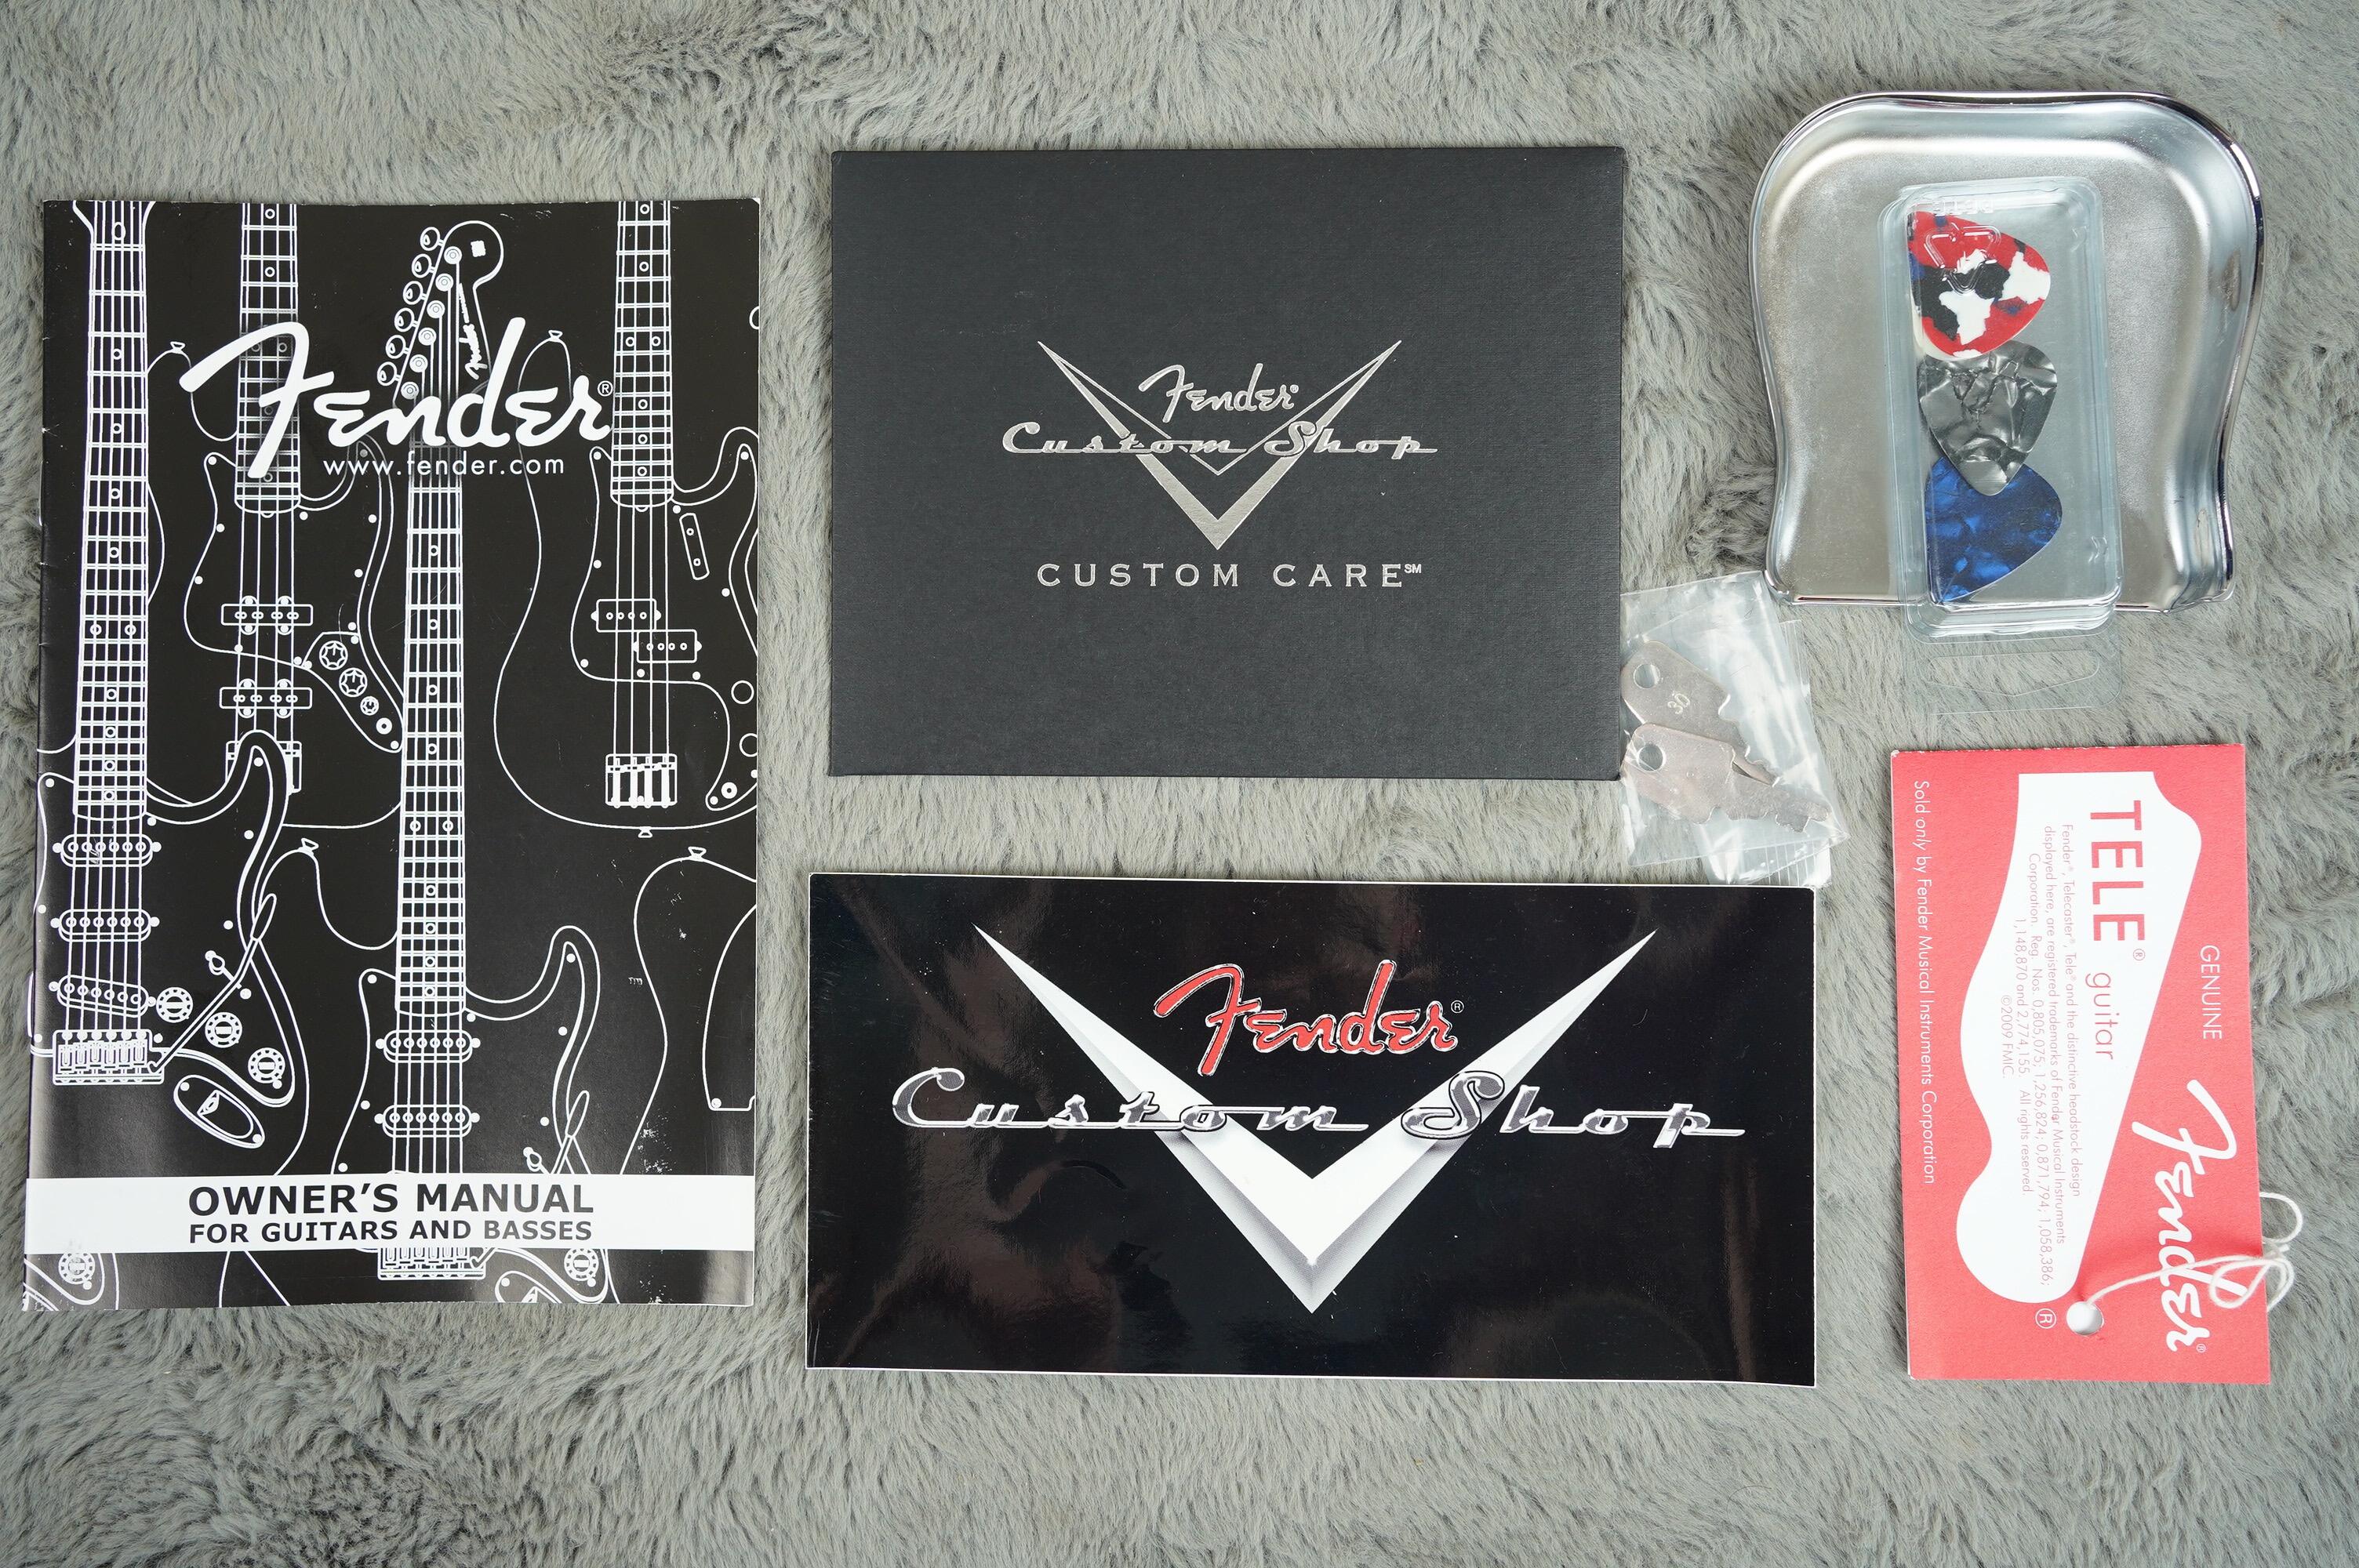 Fender®
www.fender.com
OWNER'S MANUAL
FOR GUITARS AND BASSES
Fender®
Custom Shop
CUSTOM CARE℠
30
Fender®
Custom Shop
GENUINE
Fender®
TELE® guitar
Fender®, Telecaster®, Tele® and the distinctive headstock design
displayed here, are registered trademarks of Fender Musical Instruments
Corporation. Reg. Nos. 0,805,075; 1,256,824; 0,871,794; 1,058,386;
1,148,870 and 2,774,155. All rights reserved.
©2009 FMIC.
®
Sold only by Fender Musical Instruments Corporation